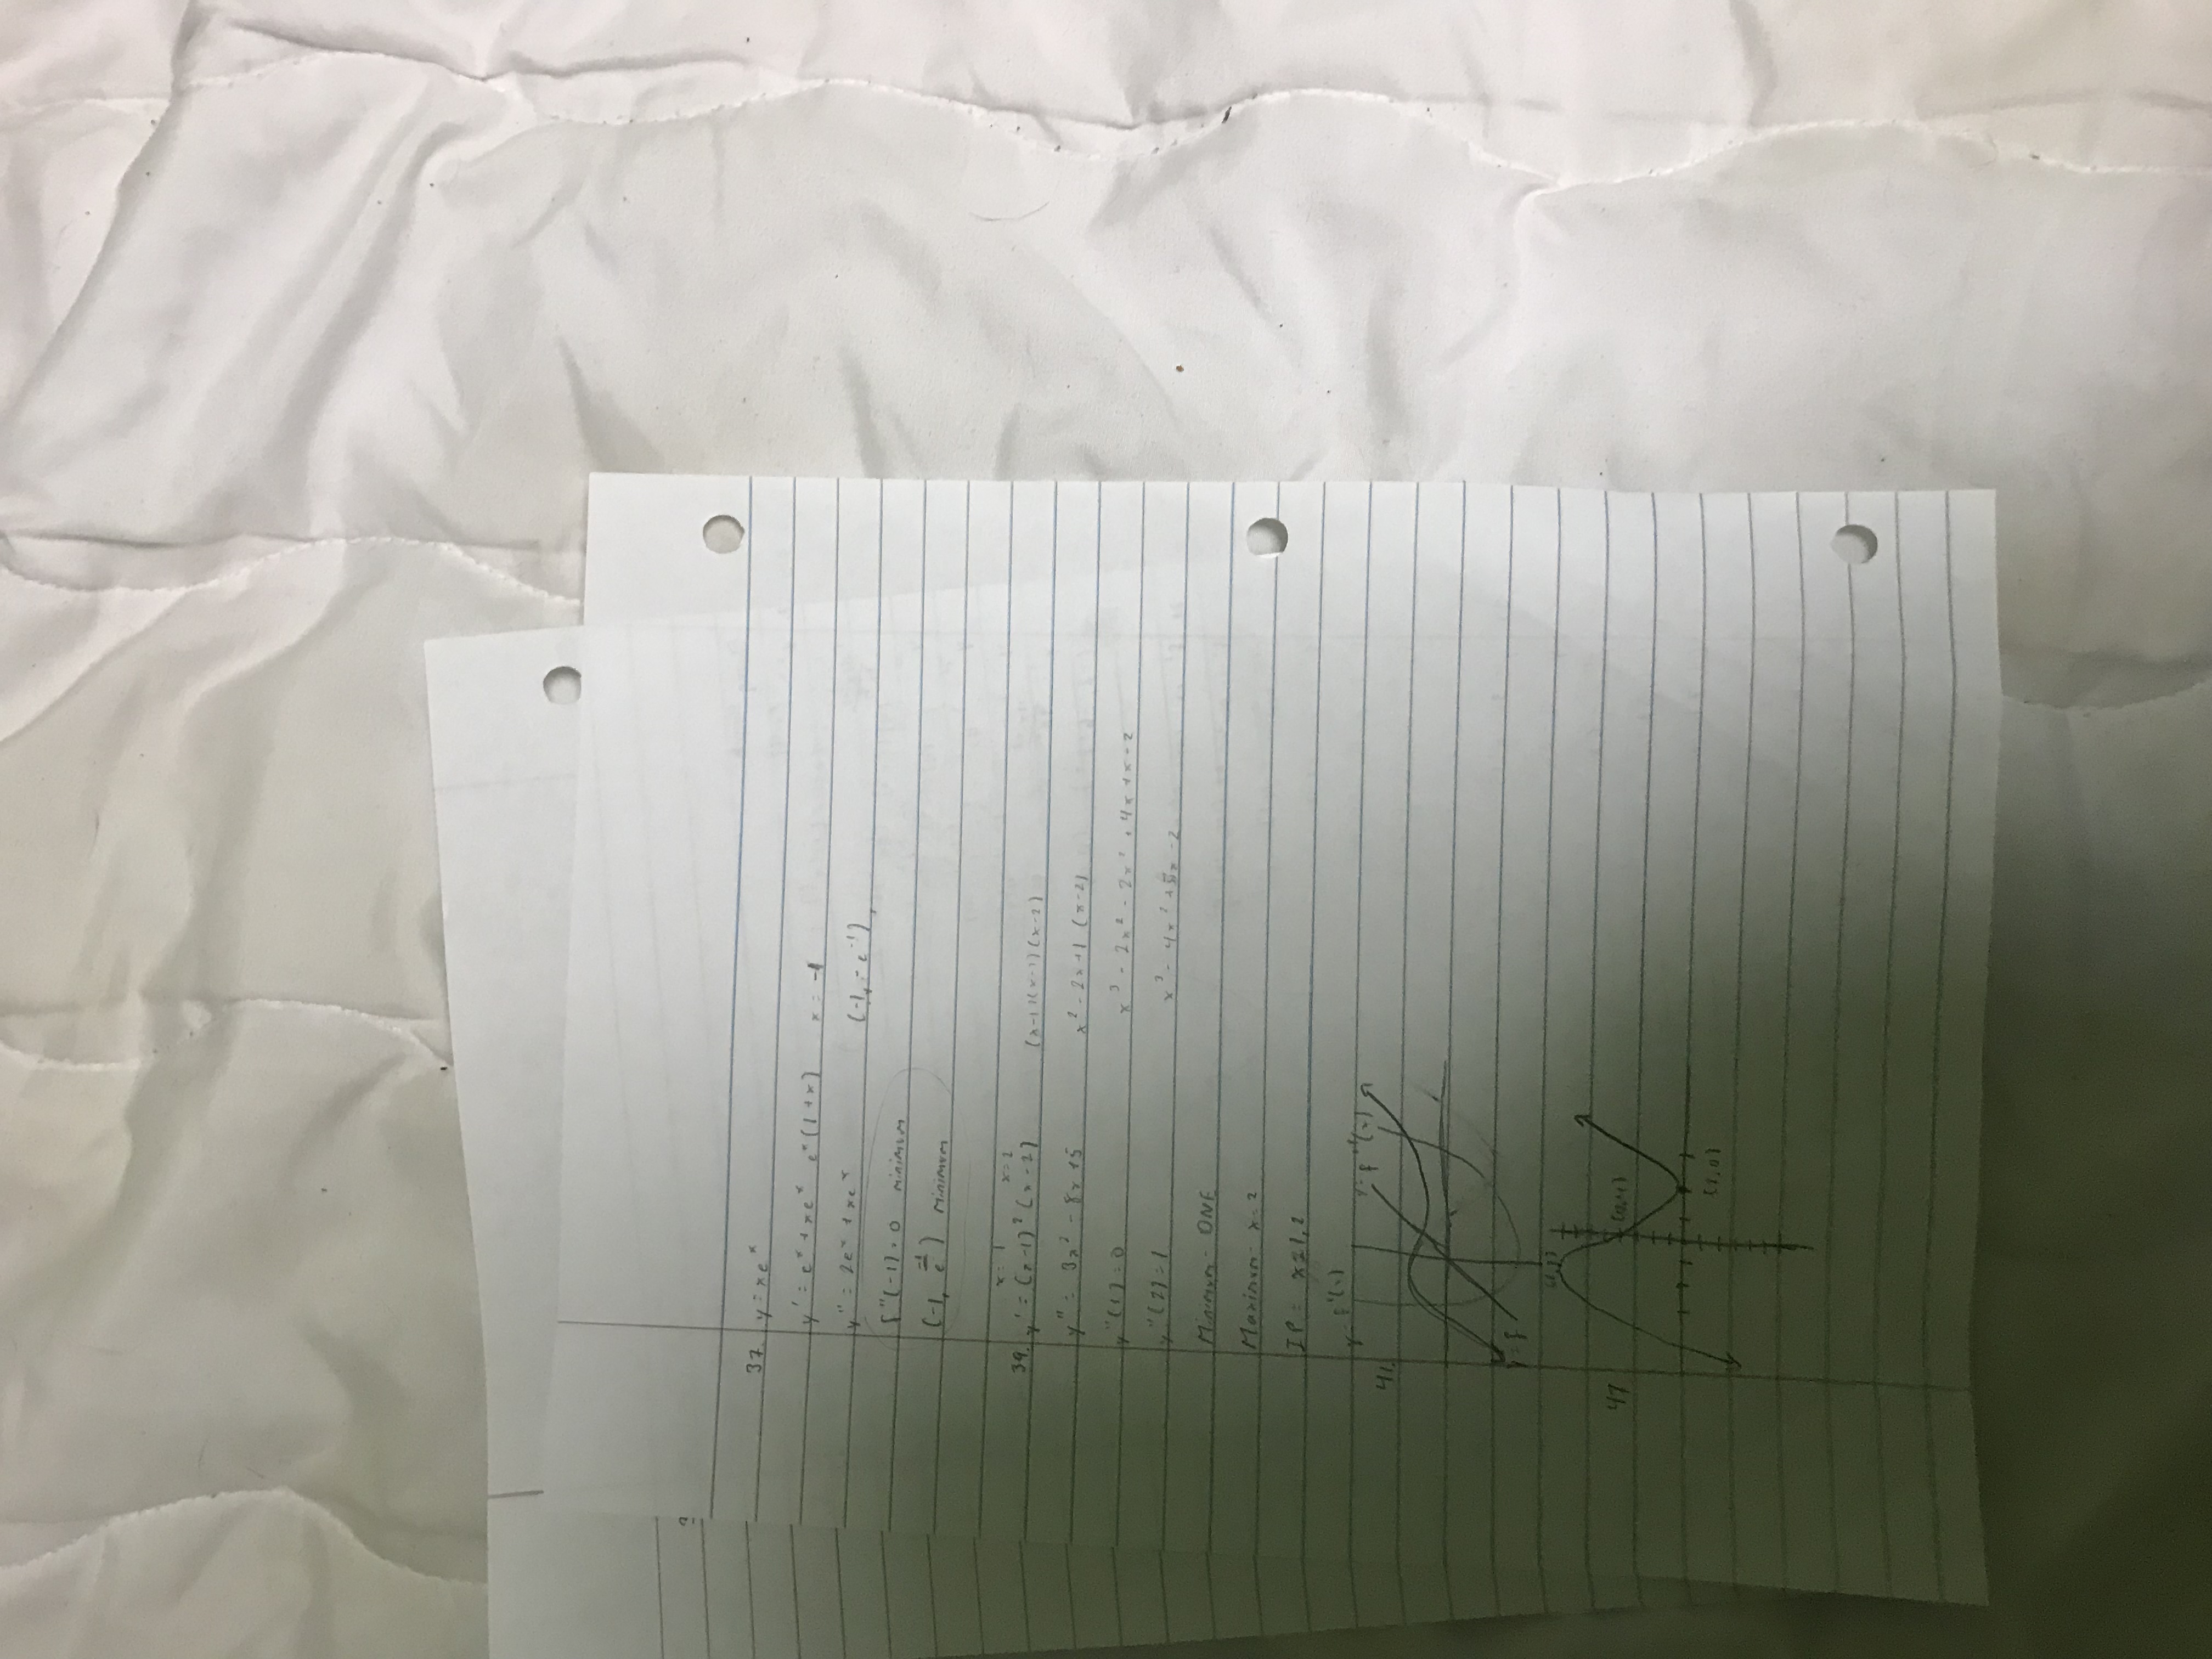 37. y = xe^x
y' = e^x + xe^x   e^x(1+x)   x = -1
y'' = 2e^x + xe^x   (-1, -e^-1)
f''(-1) > 0 minimum
(-1, -1/e) minimum
x=1   x=2
39. y' = (x-1)^2 (x-2)   (x-1)(x-1)(x-2)
y'' = 3x^2 - 8x + 5   x^2 - 2x + 1 (x-2)
y''(1) = 0   x^3 - 2x^2 - 2x^2 + 4x + x - 2
y''(2) = 1   x^3 - 4x^2 + 5x - 2
Minimum - ONE
Maximum - x = 2
IP = x = 1, 2
y = f'(x)
y = f''(x)
41.
y = f
47
(2,0)